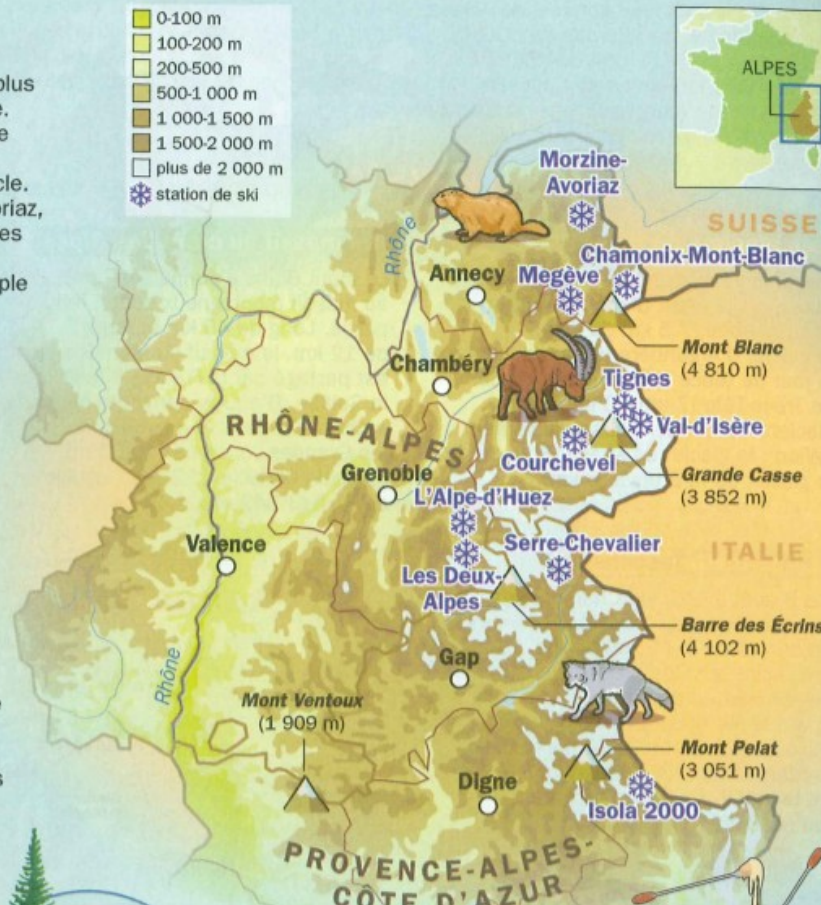 0-100 m
100-200 m
200-500 m
500-1 000 m
1 000-1 500 m
1 500-2 000 m
plus de 2 000 m
station de ski
plus
ALPES
Morzine-
Avoriaz
SUISSE
Rhône
Chamonix-Mont-Blanc
Annecy
Megève
Mont Blanc
(4 810 m)
Chambéry
Tignes
Val-d'Isère
RHÔNE-ALPES
Courchevel
Grande Casse
(3 852 m)
Grenoble
L'Alpe-d'Huez
Valence
Serre-Chevalier
ITALIE
Les Deux-
Alpes
Barre des Écrins
(4 102 m)
Rhône
Gap
Mont Ventoux
(1 909 m)
Mont Pelat
(3 051 m)
Digne
Isola 2000
PROVENCE-ALPES-
CÔTE D'AZUR